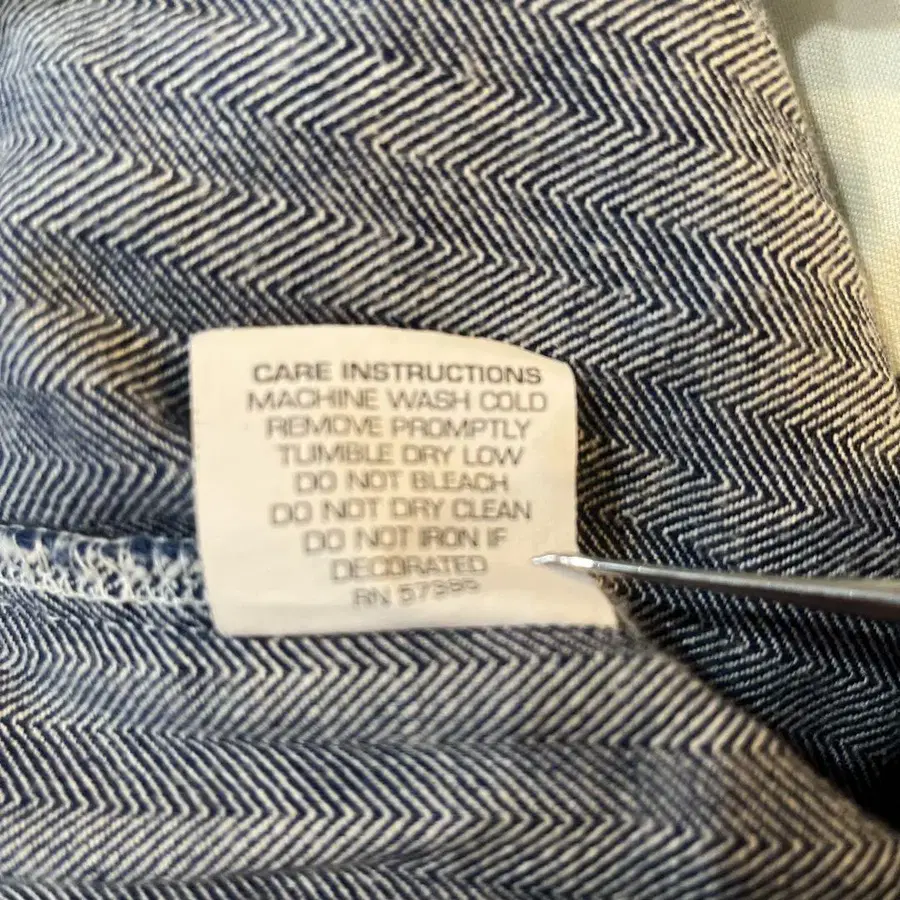 CARE INSTRUCTIONS
MACHINE WASH COLD
REMOVE PROMPTLY
TUMBLE DRY LOW
DO NOT BLEACH
DO NOT DRY CLEAN
DO NOT IRON IF
DECORATED
RN